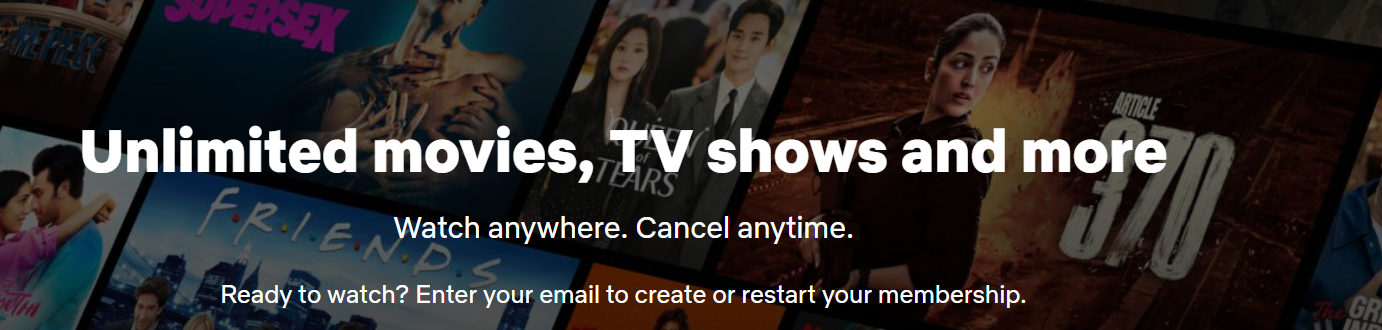 SUPERSEX
ONE PIECE
ARTICLE
370
Unlimited movies, TV shows and more
QUEEN
of
TEARS
F.R.I.E.N.D.S
Watch anywhere. Cancel anytime.
Ready to watch? Enter your email to create or restart your membership.
The